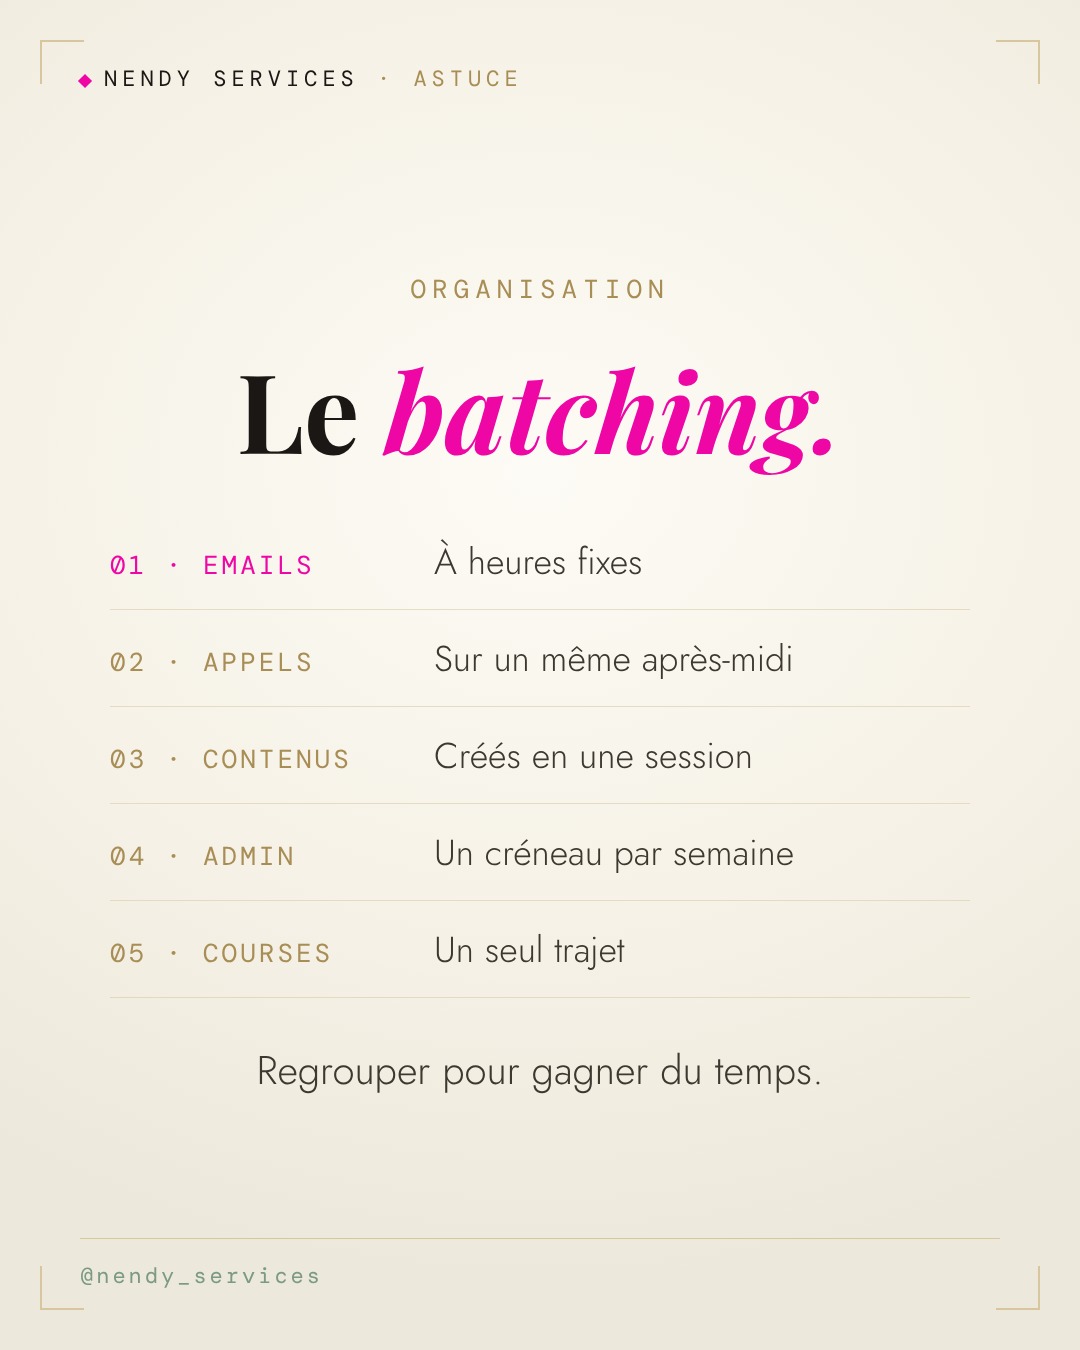 ◆ NENDY SERVICES · ASTUCE
ORGANISATION
Le batching.
01 · EMAILS À heures fixes
02 · APPELS Sur un même après-midi
03 · CONTENUS Créés en une session
04 · ADMIN Un créneau par semaine
05 · COURSES Un seul trajet
Regrouper pour gagner du temps.
@nendy_services